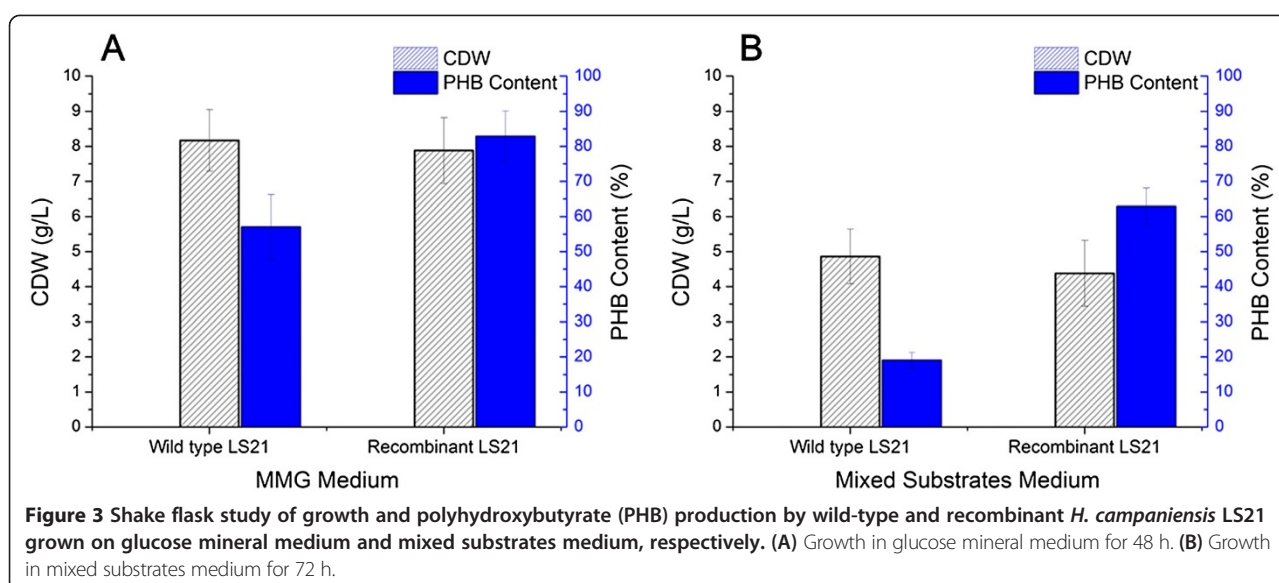 A
CDW
PHB Content
10
9
8
7
6
5
4
3
2
1
0
CDW (g/L)
100
90
80
70
60
50
40
30
20
10
0
PHB Content (%)
Wild type LS21
Recombinant LS21
MMG Medium
B
CDW
PHB Content
10
9
8
7
6
5
4
3
2
1
0
CDW (g/L)
100
90
80
70
60
50
40
30
20
10
0
PHB Content (%)
Wild type LS21
Recombinant LS21
Mixed Substrates Medium
Figure 3 Shake flask study of growth and polyhydroxybutyrate (PHB) production by wild-type and recombinant H. campaniensis LS21
grown on glucose mineral medium and mixed substrates medium, respectively. (A) Growth in glucose mineral medium for 48 h. (B) Growth
in mixed substrates medium for 72 h.